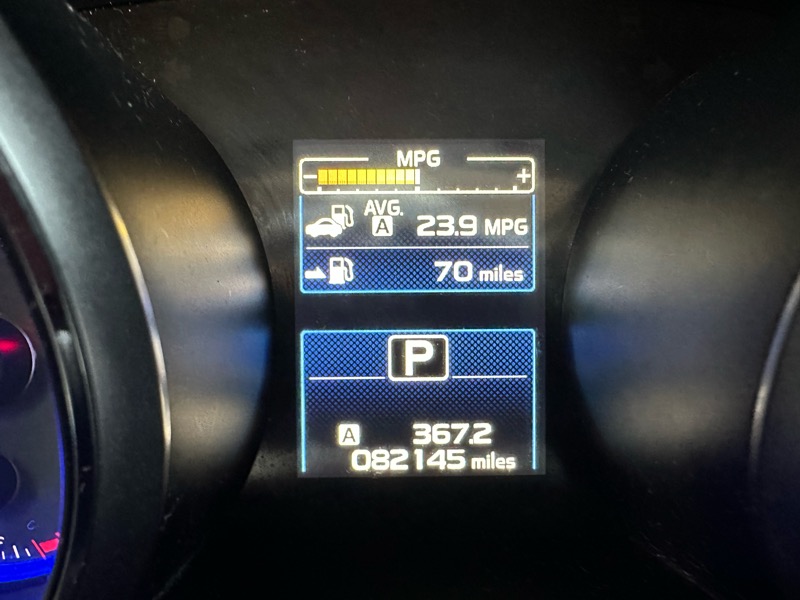 MPG
− +
AVG.
A 23.9 MPG
70 miles
P
A 367.2
082145 miles
C